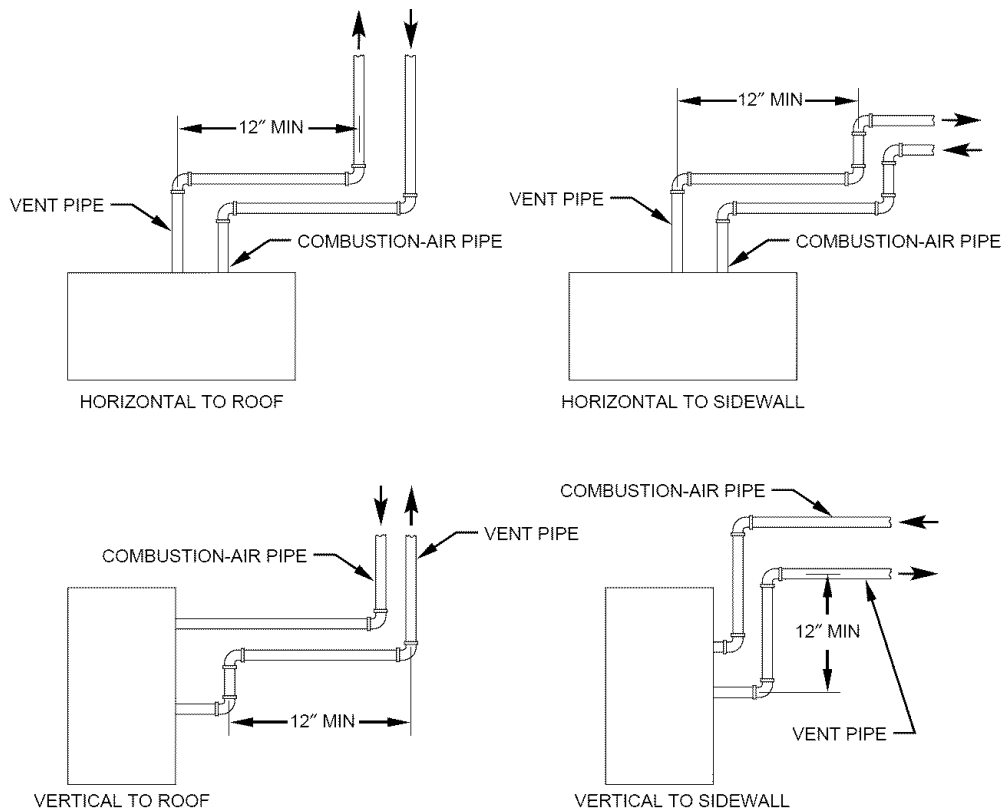 12″ MIN
VENT PIPE
COMBUSTION-AIR PIPE
HORIZONTAL TO ROOF
12″ MIN
VENT PIPE
COMBUSTION-AIR PIPE
HORIZONTAL TO SIDEWALL
COMBUSTION-AIR PIPE
VENT PIPE
12″ MIN
VERTICAL TO ROOF
COMBUSTION-AIR PIPE
12″ MIN
VENT PIPE
VERTICAL TO SIDEWALL